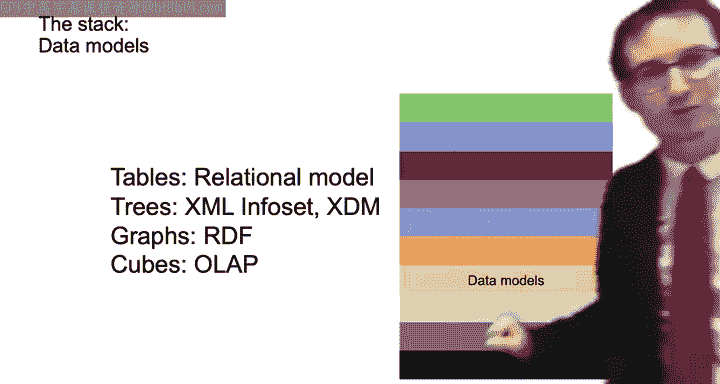 The stack:
Data models
Tables: Relational model
Trees: XML Infoset, XDM
Graphs: RDF
Cubes: OLAP
Data models